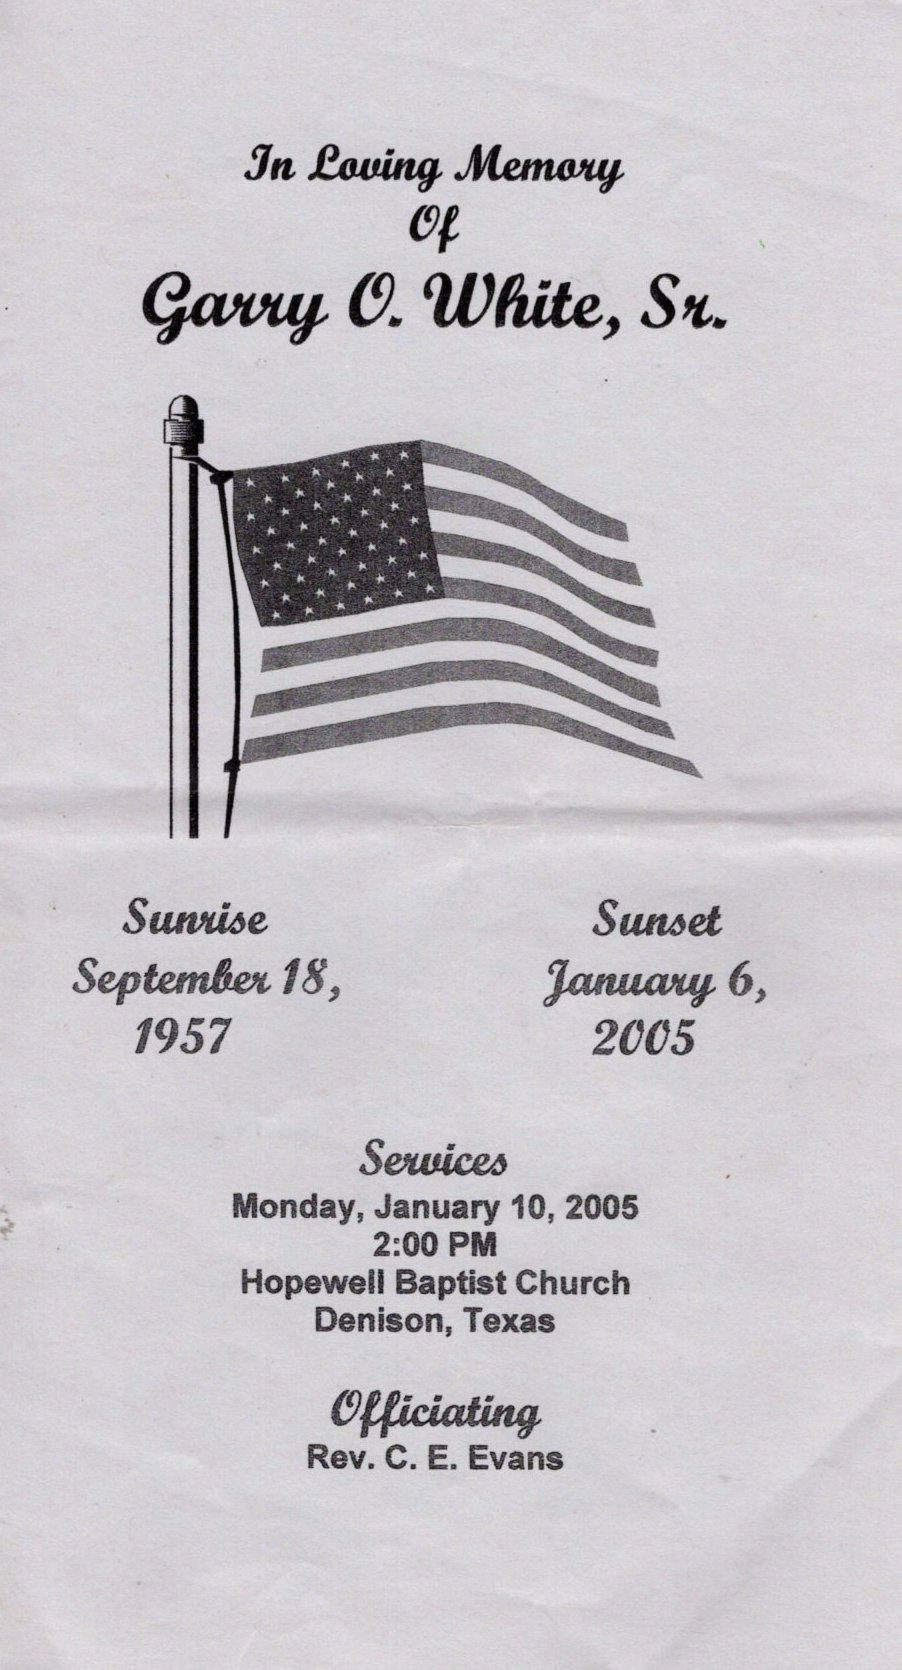 In Loving Memory
Of
Garry O. White, Sr.
Sunrise
September 18,
1957
Sunset
January 6,
2005
Services
Monday, January 10, 2005
2:00 PM
Hopewell Baptist Church
Denison, Texas
Officiating
Rev. C. E. Evans